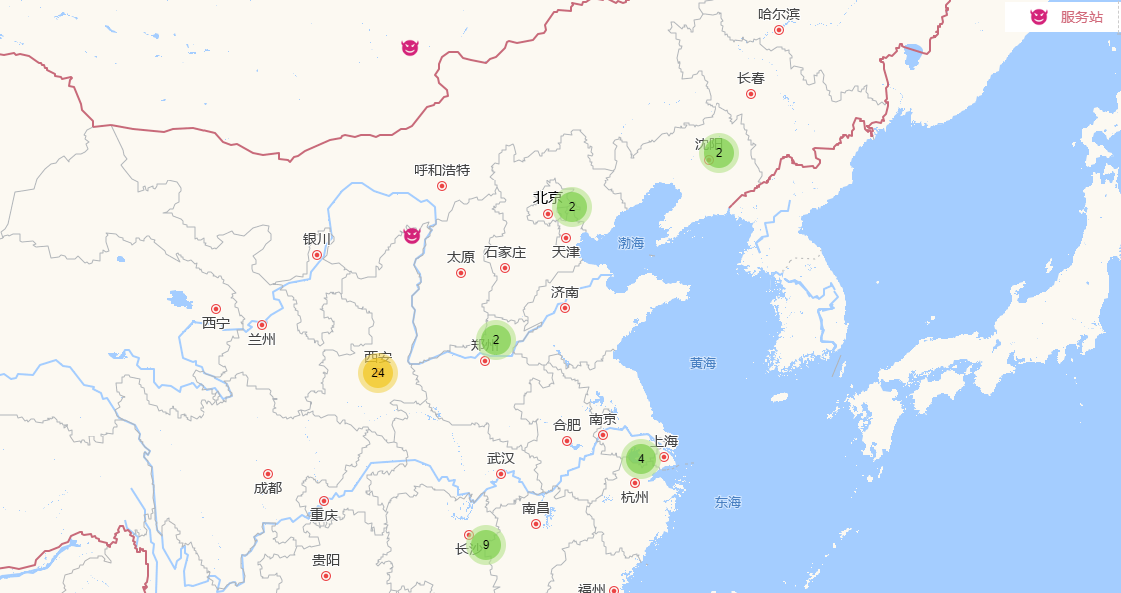 哈尔滨
服务站
长春
沈阳
2
呼和浩特
北京
2
银川
渤海
太原
石家庄
天津
济南
西宁
兰州
郑州
2
西安
24
黄海
合肥
南京
上海
4
武汉
成都
杭州
东海
重庆
南昌
长沙
9
贵阳
福州